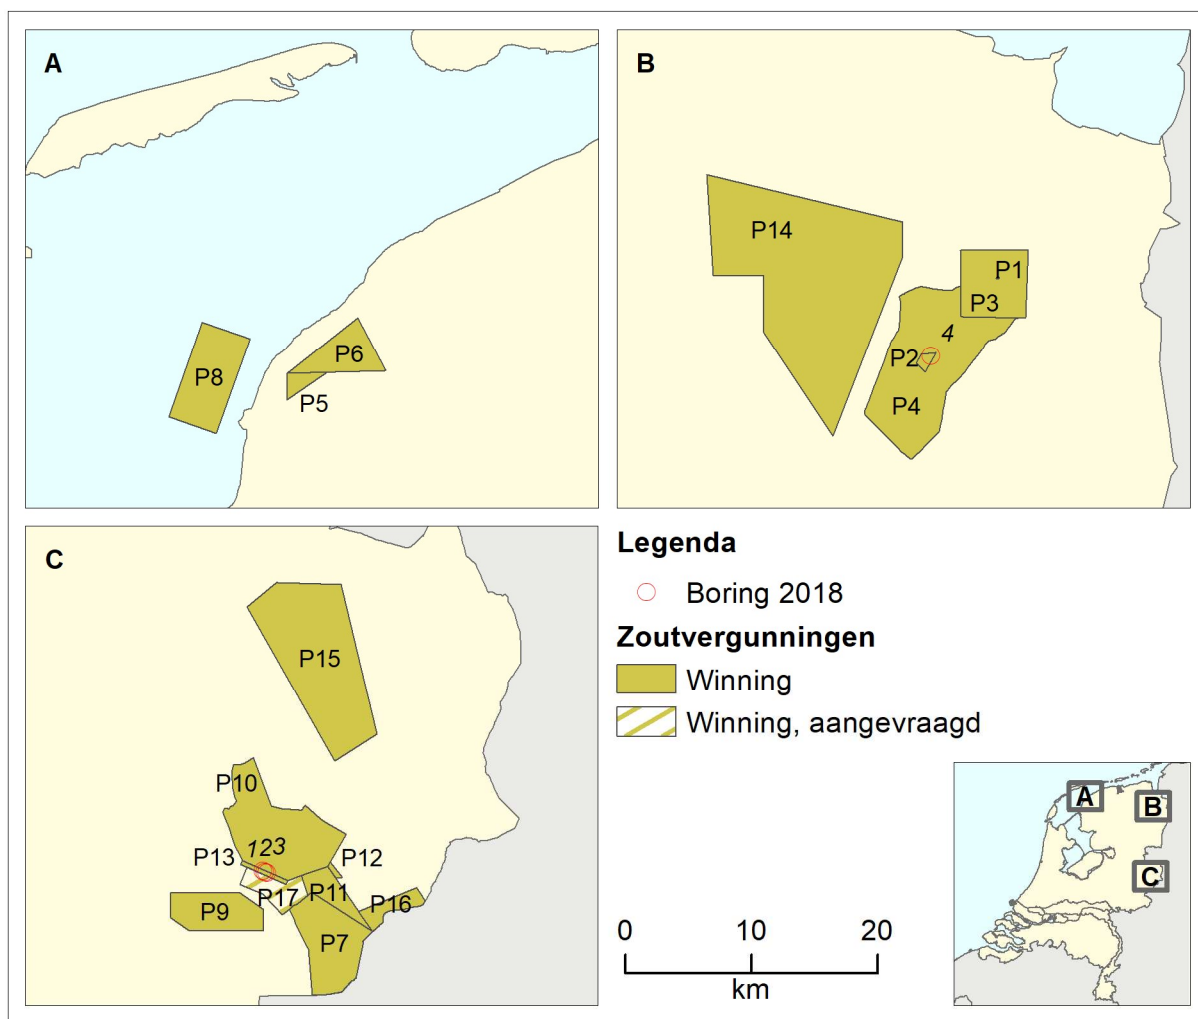 A
P8
P6
P5
B
P14
P1
P3
4
P2
P4
C
P15
P10
123
P13
P12
P17
P11
P9
P16
P7
Legenda
Boring 2018
Zoutvergunningen
Winning
Winning, aangevraagd
0 10 20
km
A
B
C